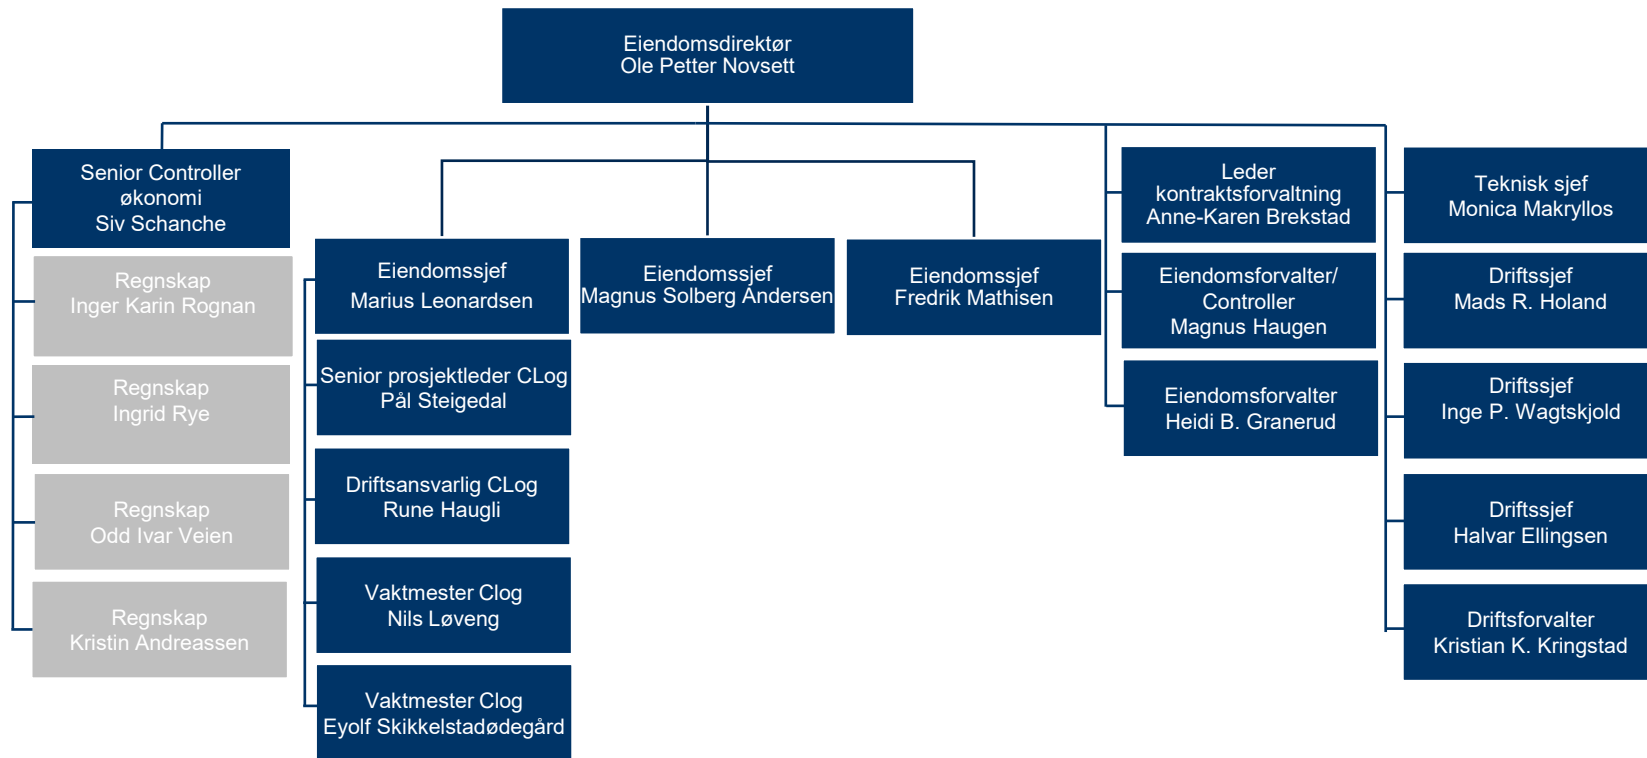 Eiendomsdirektør
Ole Petter Novsett
Senior Controller
økonomi
Siv Schanche
Regnskap
Inger Karin Rognan
Regnskap
Ingrid Rye
Regnskap
Odd Ivar Veien
Regnskap
Kristin Andreassen
Eiendomssjef
Marius Leonardsen
Senior prosjektleder CLog
Pål Steigedal
Driftsansvarlig CLog
Rune Haugli
Vaktmester Clog
Nils Løveng
Vaktmester Clog
Eyolf Skikkelstadødegård
Eiendomssjef
Magnus Solberg Andersen
Eiendomssjef
Fredrik Mathisen
Leder
kontraktsforvaltning
Anne-Karen Brekstad
Eiendomsforvalter/
Controller
Magnus Haugen
Eiendomsforvalter
Heidi B. Granerud
Teknisk sjef
Monica Makryllos
Driftssjef
Mads R. Holand
Driftssjef
Inge P. Wagtskjold
Driftssjef
Halvar Ellingsen
Driftsforvalter
Kristian K. Kringstad